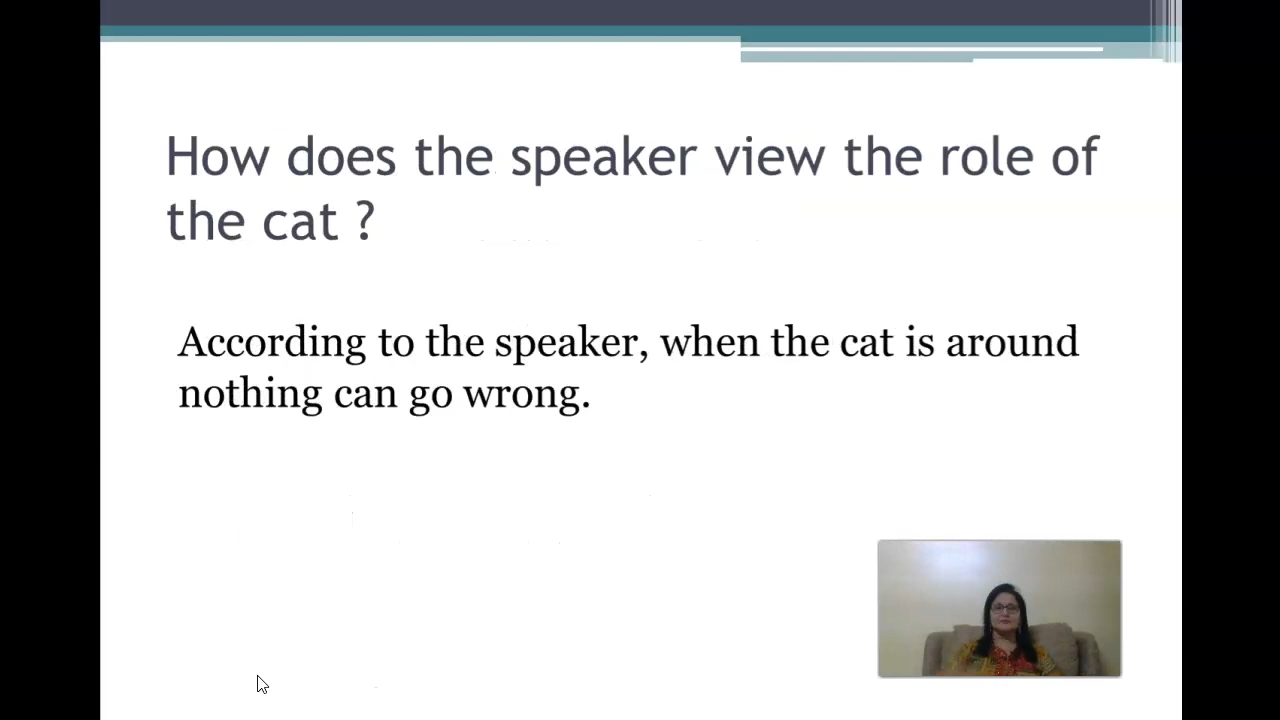 How does the speaker view the role of
the cat ?
According to the speaker, when the cat is around
nothing can go wrong.